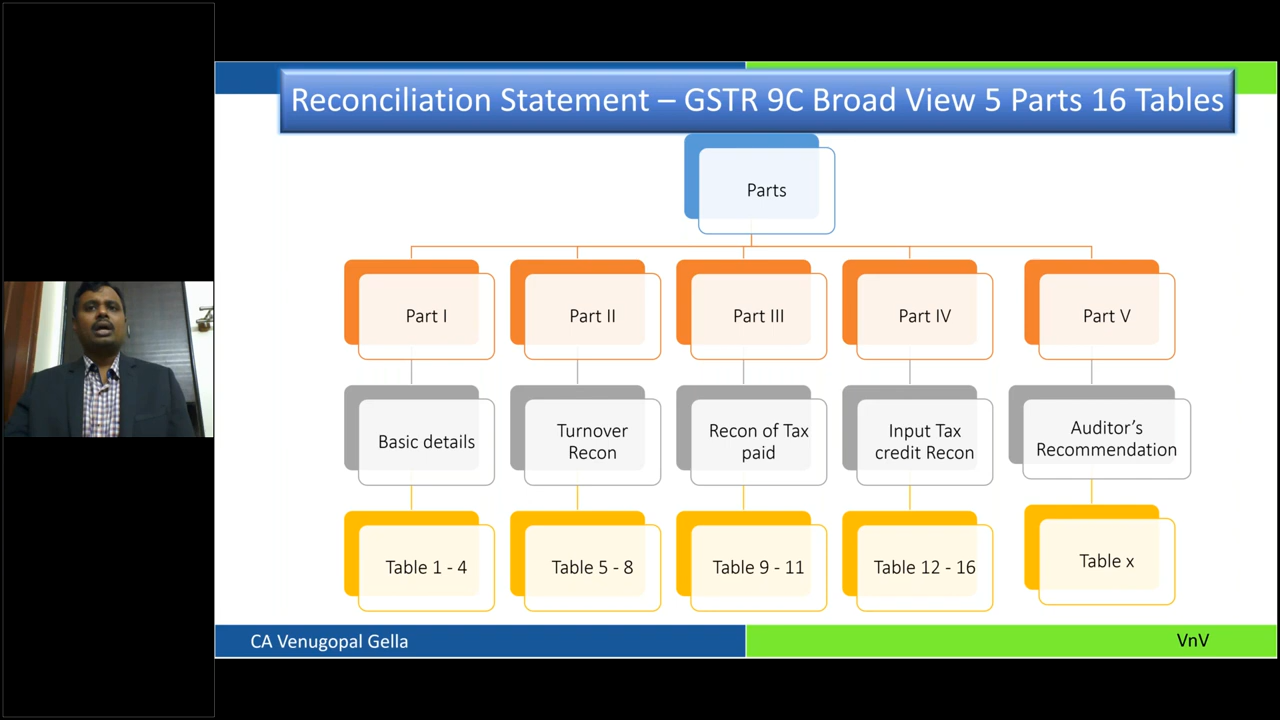 Reconciliation Statement – GSTR 9C Broad View 5 Parts 16 Tables
Parts
Part I
Part II
Part III
Part IV
Part V
Basic details
Turnover
Recon
Recon of Tax
paid
Input Tax
credit Recon
Auditor’s
Recommendation
Table 1 - 4
Table 5 - 8
Table 9 - 11
Table 12 - 16
Table x
CA Venugopal Gella
VnV